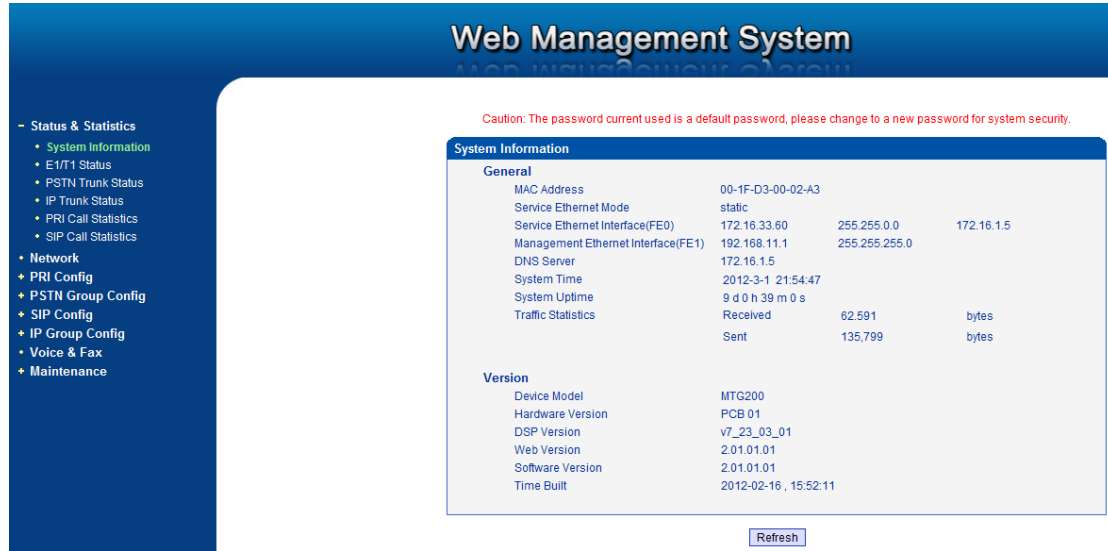 Web Management System
Caution: The password current used is a default password, please change to a new password for system security.
− Status & Statistics
• System Information
• E1/T1 Status
• PSTN Trunk Status
• IP Trunk Status
• PRI Call Statistics
• SIP Call Statistics
• Network
+ PRI Config
+ PSTN Group Config
+ SIP Config
+ IP Group Config
• Voice & Fax
+ Maintenance
System Information
General
MAC Address 00-1F-D3-00-02-A3
Service Ethernet Mode static
Service Ethernet Interface(FE0) 172.16.33.60 255.255.0.0 172.16.1.5
Management Ethernet Interface(FE1) 192.168.11.1 255.255.255.0
DNS Server 172.16.1.5
System Time 2012-3-1 21:54:47
System Uptime 9 d 0 h 39 m 0 s
Traffic Statistics Received 62.591 bytes
Sent 135,799 bytes
Version
Device Model MTG200
Hardware Version PCB 01
DSP Version v7_23_03_01
Web Version 2.01.01.01
Software Version 2.01.01.01
Time Built 2012-02-16 , 15:52:11
Refresh